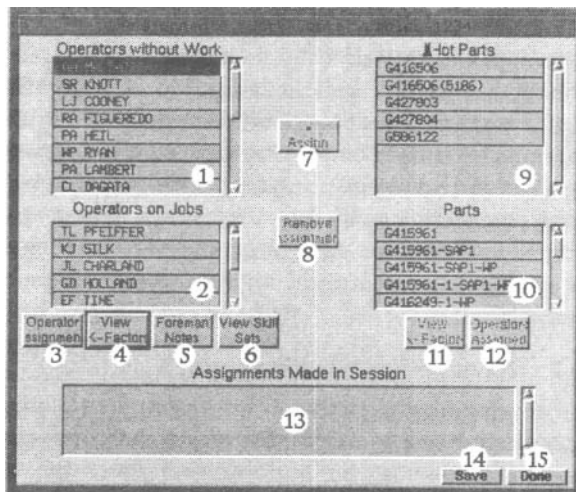 Operators without Work
Hot Parts
SR KNOTT
LJ COONEY
RA FIGUEREDO
PA HEIL
WP RYAN
PA LAMBERT
CL DAGATA
1
Assign
7
G416506
G416506(5186)
G427803
G427804
G586122
9
Operators on Jobs
Parts
TL PFEIFFER
KJ SILK
JL CHARLAND
GD HOLLAND
EF TIME
2
Remove
8
G415961
G415961-SAP1
G415961-SAP1-WP
G415961-1-SAP1-WP
G416249-1-WP
10
Operator
3
View
K-Factor
4
Foreman
Notes
5
View Skill
Sets
6
View
K-Factor
11
Operators
Assigned
12
Assignments Made in Session
13
14
15
Save
Done